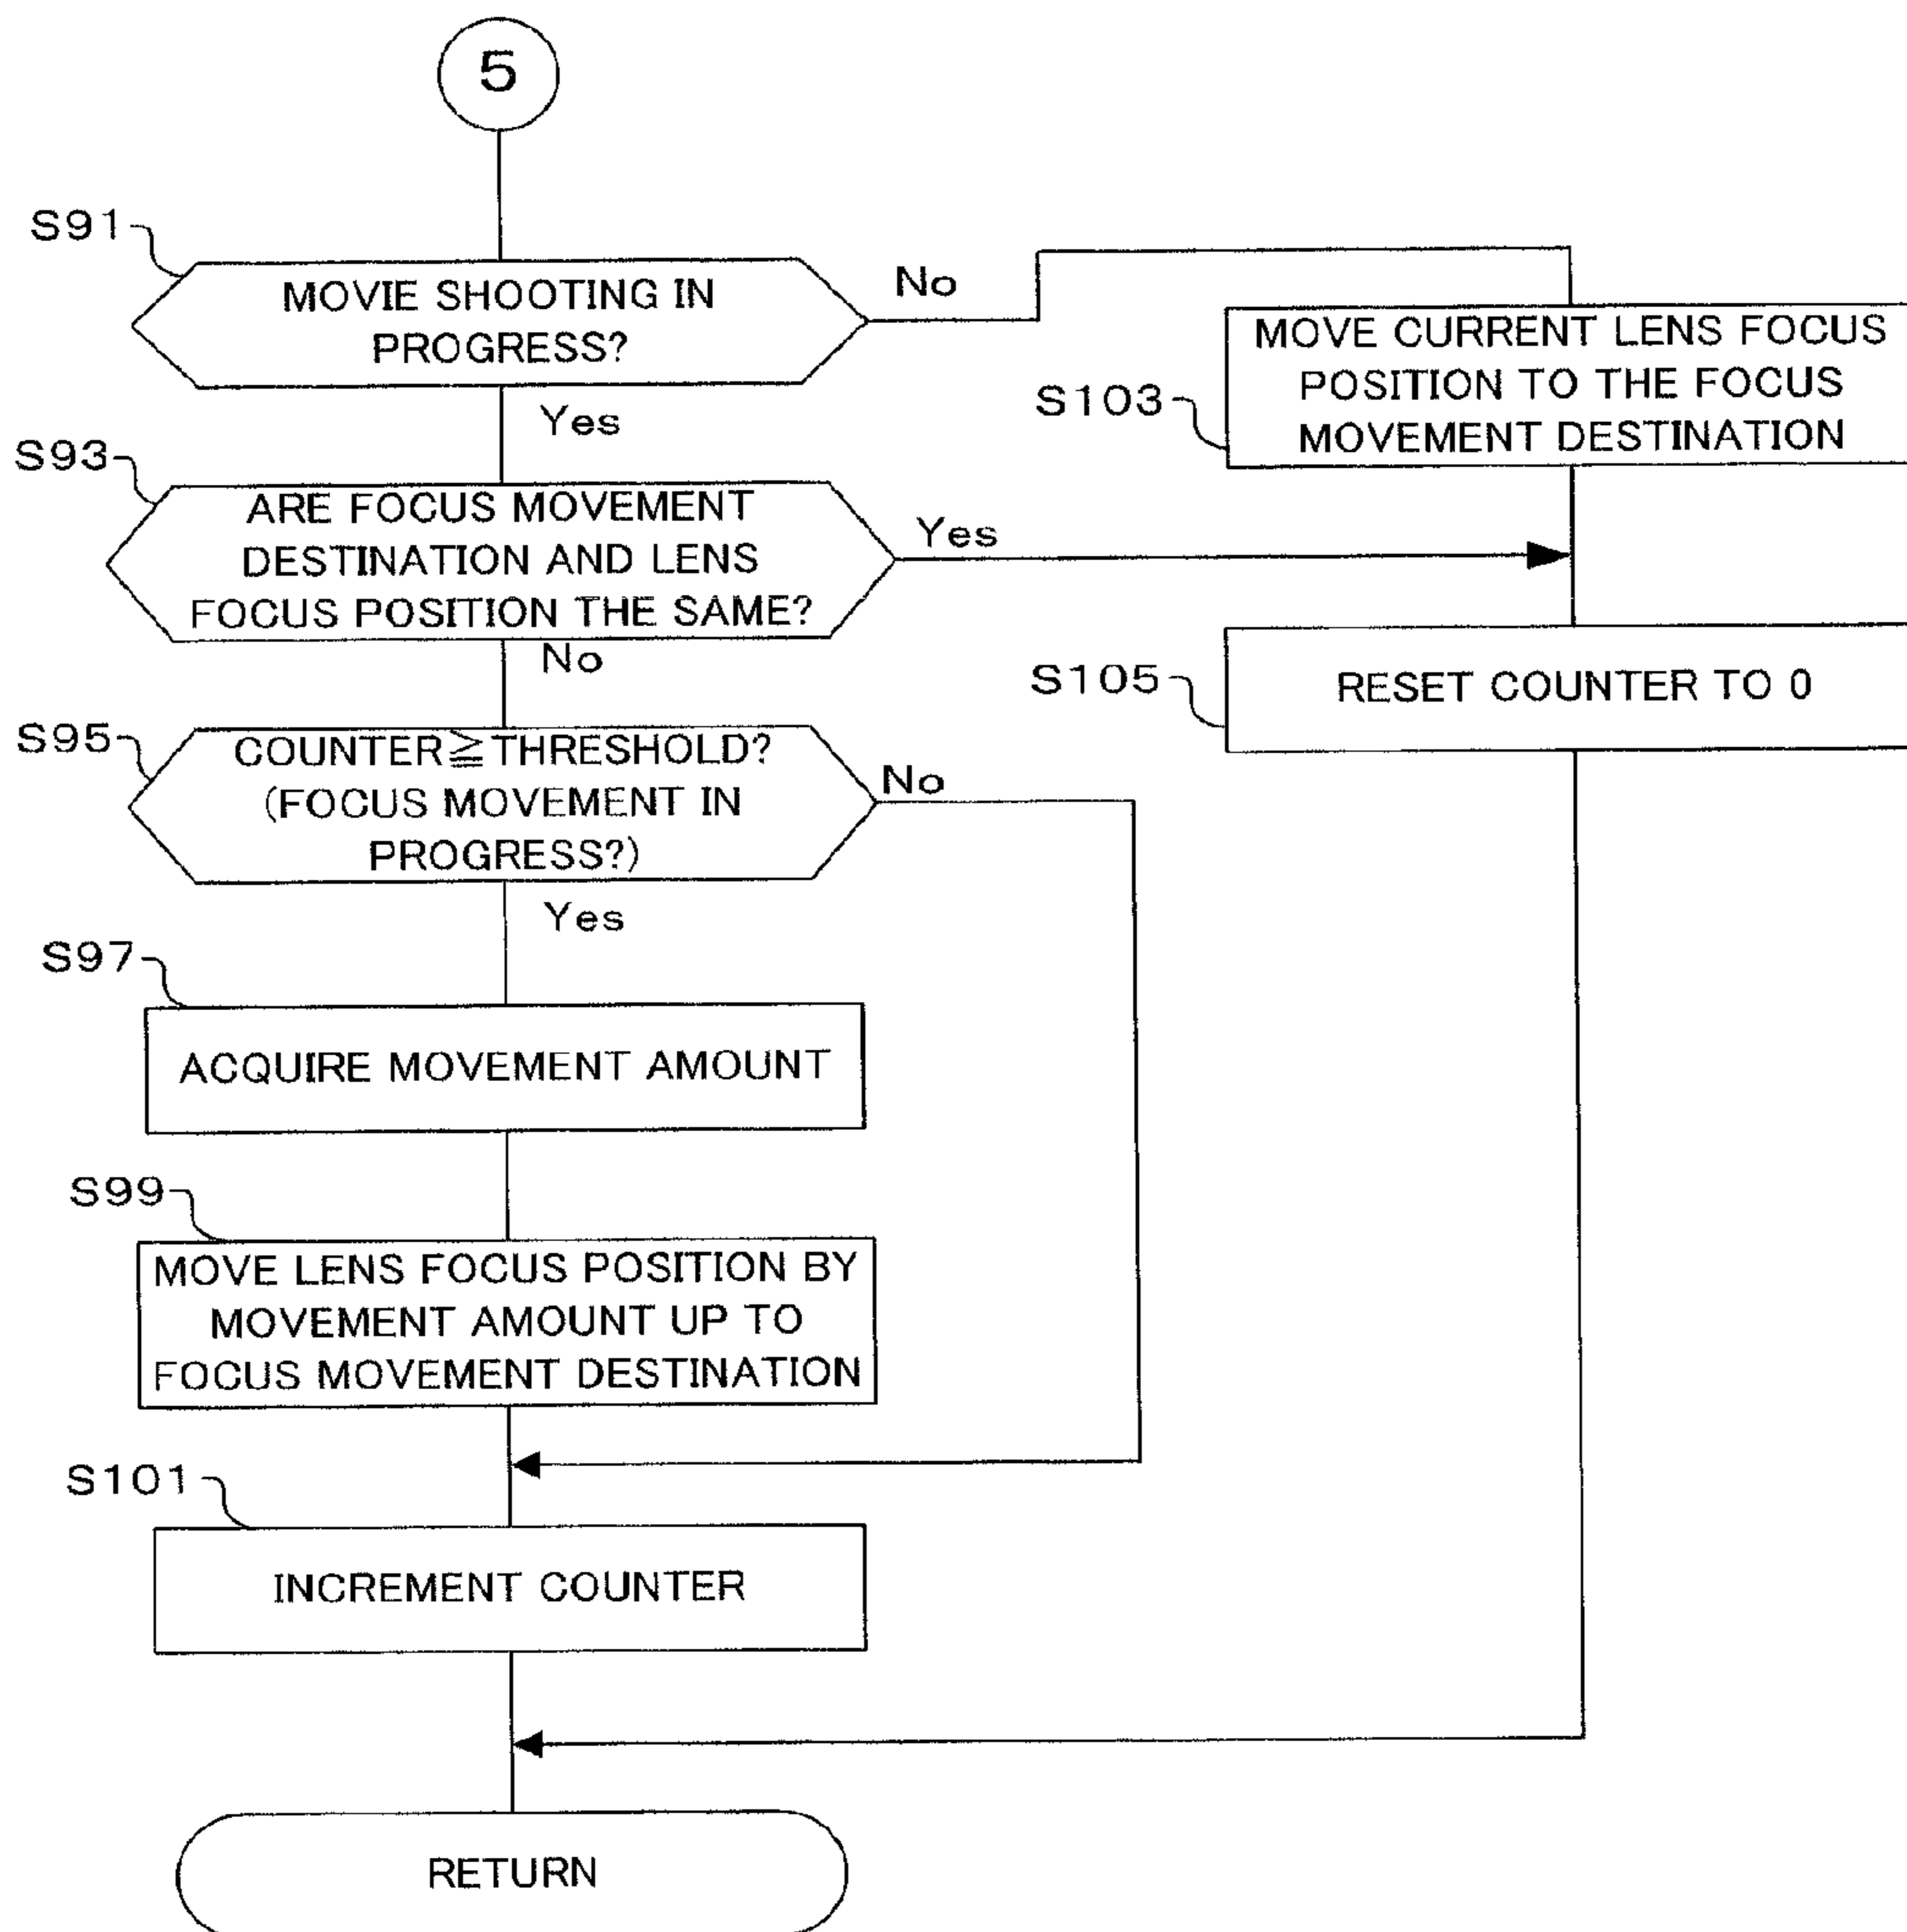 5
S91
MOVIE SHOOTING IN
PROGRESS?
No
Yes
S103
MOVE CURRENT LENS FOCUS
POSITION TO THE FOCUS
MOVEMENT DESTINATION
S93
ARE FOCUS MOVEMENT
DESTINATION AND LENS
FOCUS POSITION THE SAME?
Yes
No
S105
RESET COUNTER TO 0
S95
COUNTER≧THRESHOLD?
(FOCUS MOVEMENT IN
PROGRESS?)
No
Yes
S97
ACQUIRE MOVEMENT AMOUNT
S99
MOVE LENS FOCUS POSITION BY
MOVEMENT AMOUNT UP TO
FOCUS MOVEMENT DESTINATION
S101
INCREMENT COUNTER
RETURN